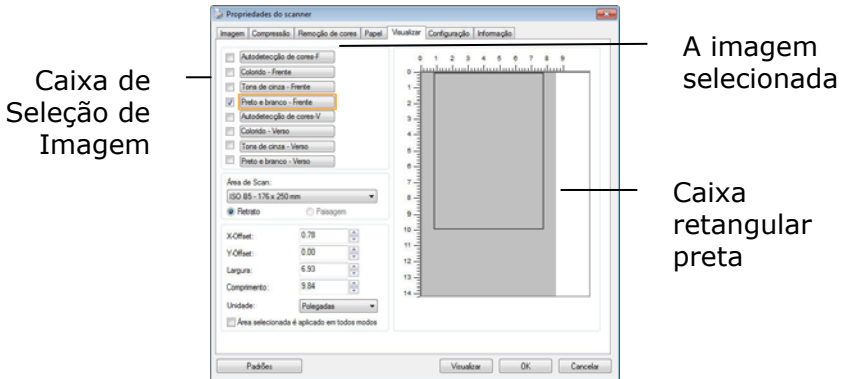 Propriedades do scanner
Imagem Compressão Remoção de cores Papel Visualizar Configuração Informação
Autodetecção de cores-F
Colorido - Frente
Tons de cinza - Frente
Preto e branco - Frente
Autodetecção de cores-V
Colorido - Verso
Tons de cinza - Verso
Preto e branco - Verso
Área de Scan:
ISO B5 - 176 x 250 mm
Retrato Paisagem
X-Offset: 0.78
Y-Offset: 0.00
Largura: 6.93
Comprimento: 9.84
Unidade: Polegadas
Área selecionada é aplicado em todos modos
0 1 2 3 4 5 6 7 8 9
0
1
2
3
4
5
6
7
8
9
10
11
12
13
14
Padrões Visualizar OK Cancelar
Caixa de
Seleção de
Imagem
A imagem
selecionada
Caixa
retangular
preta